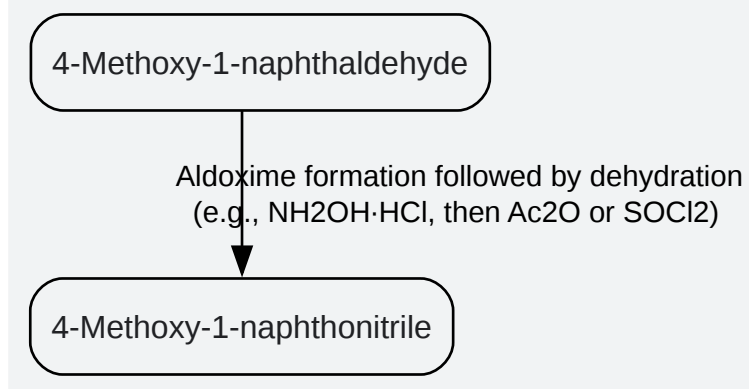 4-Methoxy-1-naphthaldehyde
Aldoxime formation followed by dehydration
(e.g., NH2OH·HCl, then Ac2O or SOCl2)
4-Methoxy-1-naphthonitrile